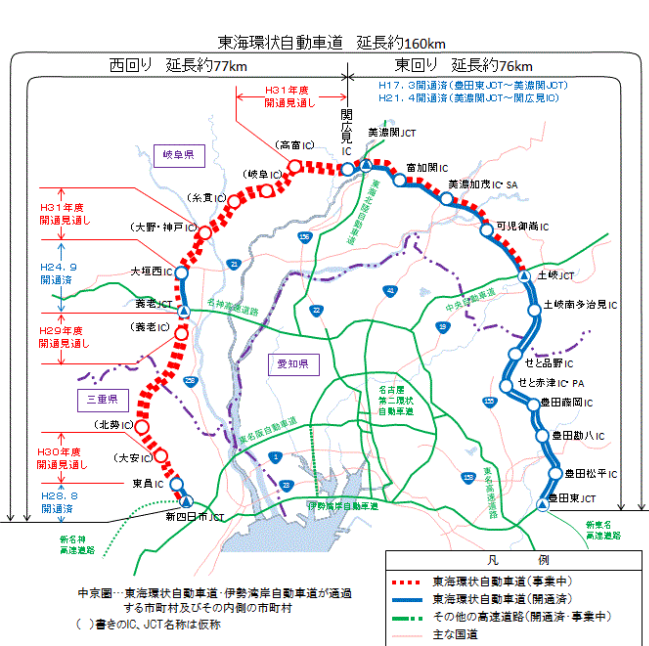 東海環状自動車道　延長約160km
西回り　延長約77km
東回り　延長約76km
H31年度
開通見通し
H17.3開通済(豊田東JCT～美濃関JCT)
H21.4開通済(美濃関JCT～関広見IC)
関広見IC
美濃関JCT
(高富IC)
岐阜県
(岐阜IC)
富加関IC
美濃加茂IC・SA
(糸貫IC)
東海北陸自動車道
H31年度
開通見通し
(大野・神戸IC)
可児御嵩IC
156
H24.9
開通済
大垣西IC
21
土岐JCT
41
養老JCT
名神高速道路
中央自動車道
22
土岐南多治見IC
19
H29年度
開通見通し
(養老IC)
せと品野IC
愛知県
258
せと赤津IC・PA
三重県
名古屋
第二環状
自動車道
155
豊田藤岡IC
(北勢IC)
東名阪自動車道
豊田勘八IC
H30年度
開通見通し
(大安IC)
1
153
豊田松平IC
東員IC
23
東名高速道路
H28.8
開通済
豊田東JCT
新四日市JCT
伊勢湾岸自動車道
新名神
高速道路
新東名
高速道路
凡　例
東海環状自動車道(事業中)
東海環状自動車道(開通済)
その他の高速道路(開通済・事業中)
主な国道
中京圏…東海環状自動車道・伊勢湾岸自動車道が通過
する市町村及びその内側の市町村
(　)書きのIC、JCT名称は仮称